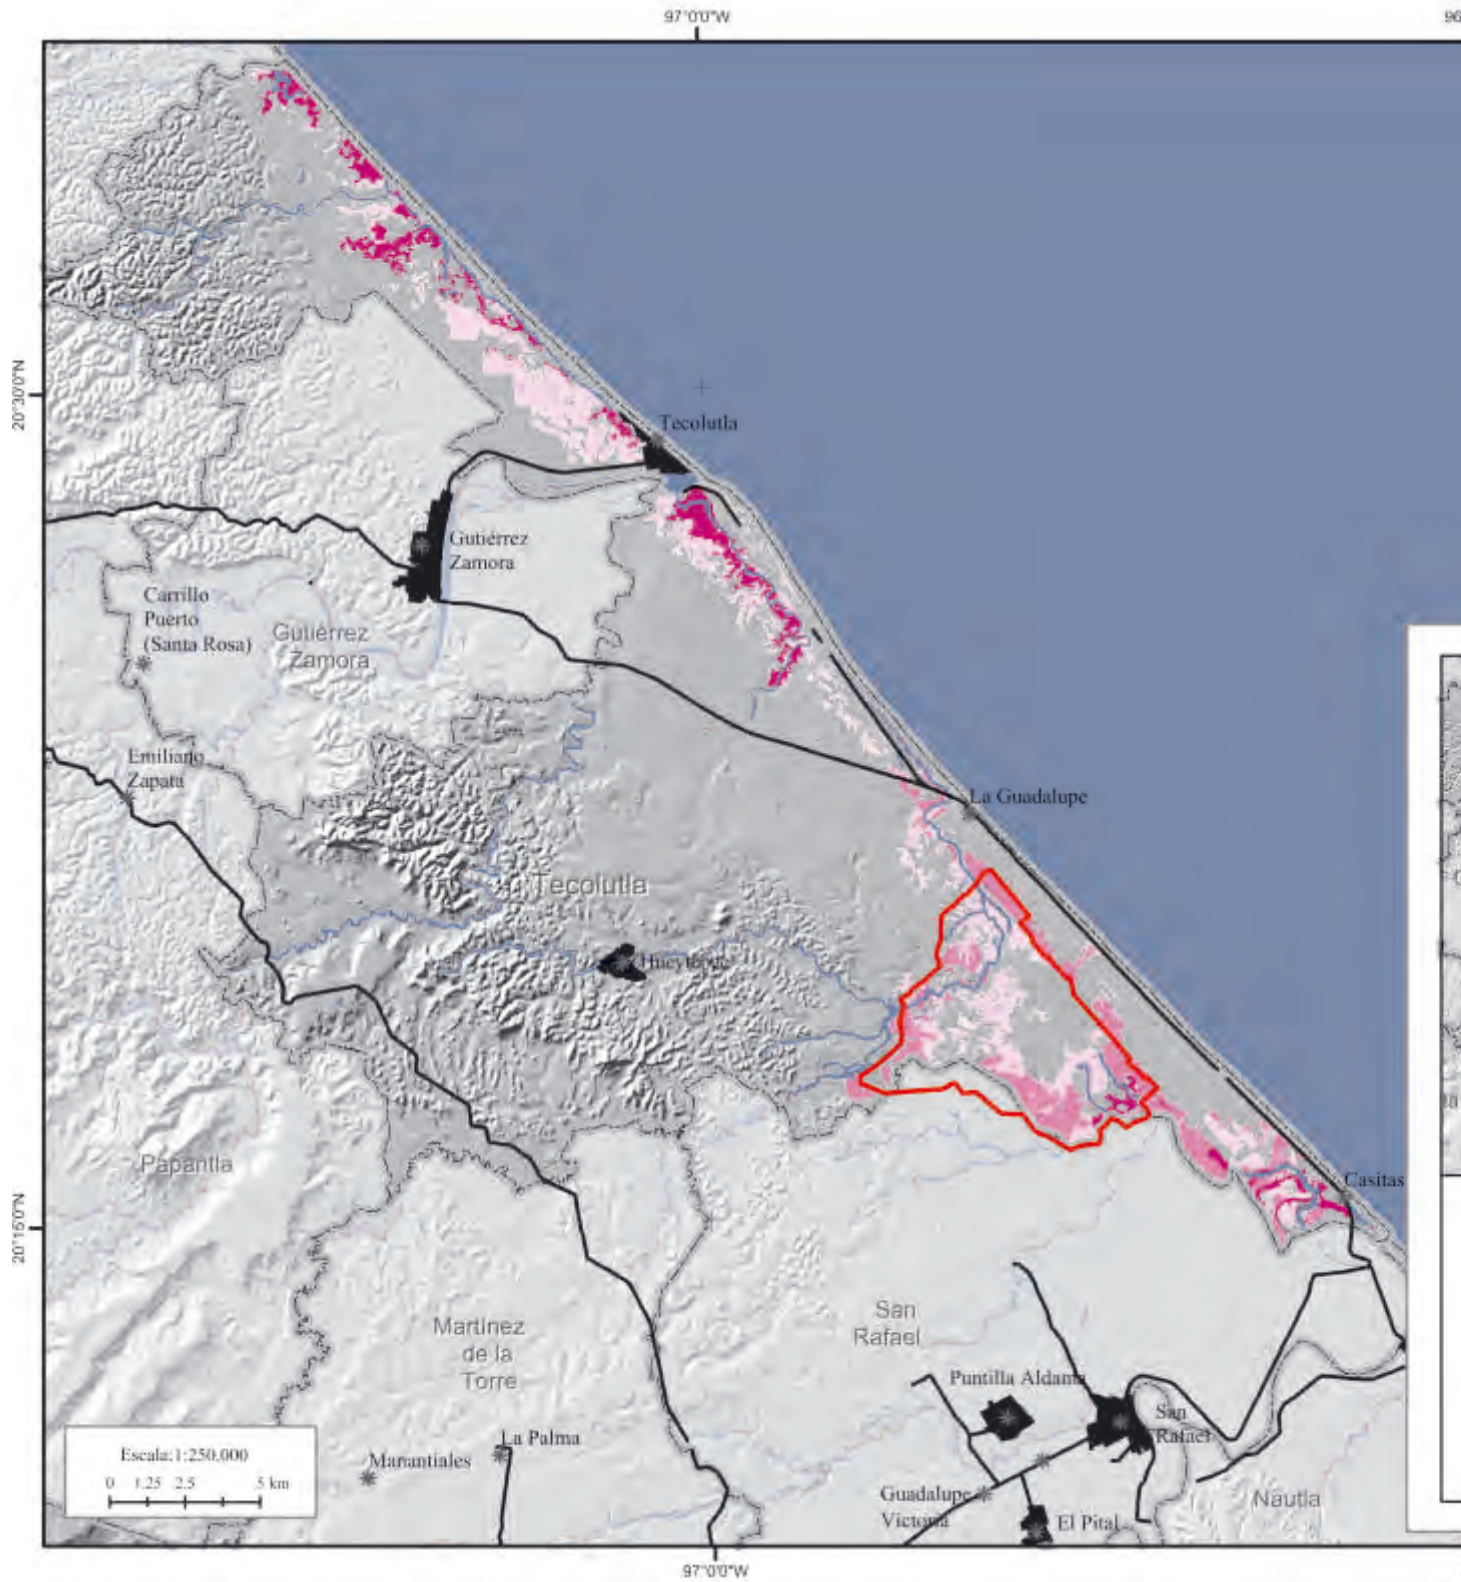 97°0'0"W
96
20°30'0"N
Tecolutla
Gutiérrez
Zamora
Carrillo
Puerto
(Santa Rosa)
Gutiérrez
Zamora
Emiliano
Zapata
La Guadalupe
Tecolutla
Papantla
Casitas
20°15'0"N
Martínez
de la
Torre
San
Rafael
Puntilla Aldama
San
Rafael
Escala:1:250,000
0 1.25 2.5 5 km
La Palma
Manantiales
Guadalupe
Victoria
El Pital
Nautla
97°0'0"W